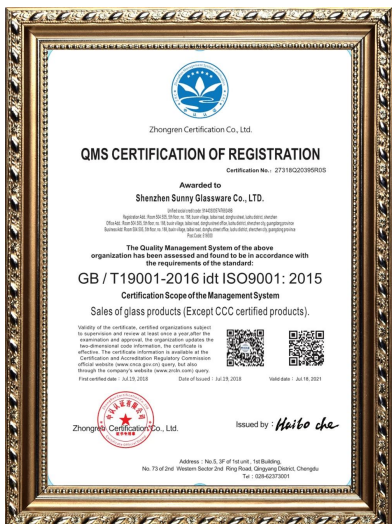 Zhongren Certification Co., Ltd.
QMS CERTIFICATION OF REGISTRATION
Certification No.: 27318Q20395R0S
Awarded to
Shenzhen Sunny Glassware Co., LTD.
The Quality Management System of the above
organization has been assessed and found to be in accordance with
the requirements of the standard:
GB / T19001-2016 idt ISO9001: 2015
Certification Scope of the Management System
Sales of glass products (Except CCC certified products).
Validity of the certificate, certified organizations subject
to supervision and review at least once a year,after the
examination and approval, the organization updates the
two-dimensional code information, the certificate is
effective. The certificate information is available at the
Certification and Accreditation Regulatory Commission
official website (www.cnca.gov.cn) query, but also
through the company's website (www.zrcln.com) query.
First certified date : Jul.19, 2018
Date of Issued : Jul.19, 2018
Valid date : Jul.18, 2021
Zhongren Certification Co., Ltd.
Issued by : Haibo che
Address : No.5, 3F of 1st unit . 1st Building,
No. 73 of 2nd Western Sector 2nd Ring Road, Qingyang District, Chengdu
Tel : 028-62373001